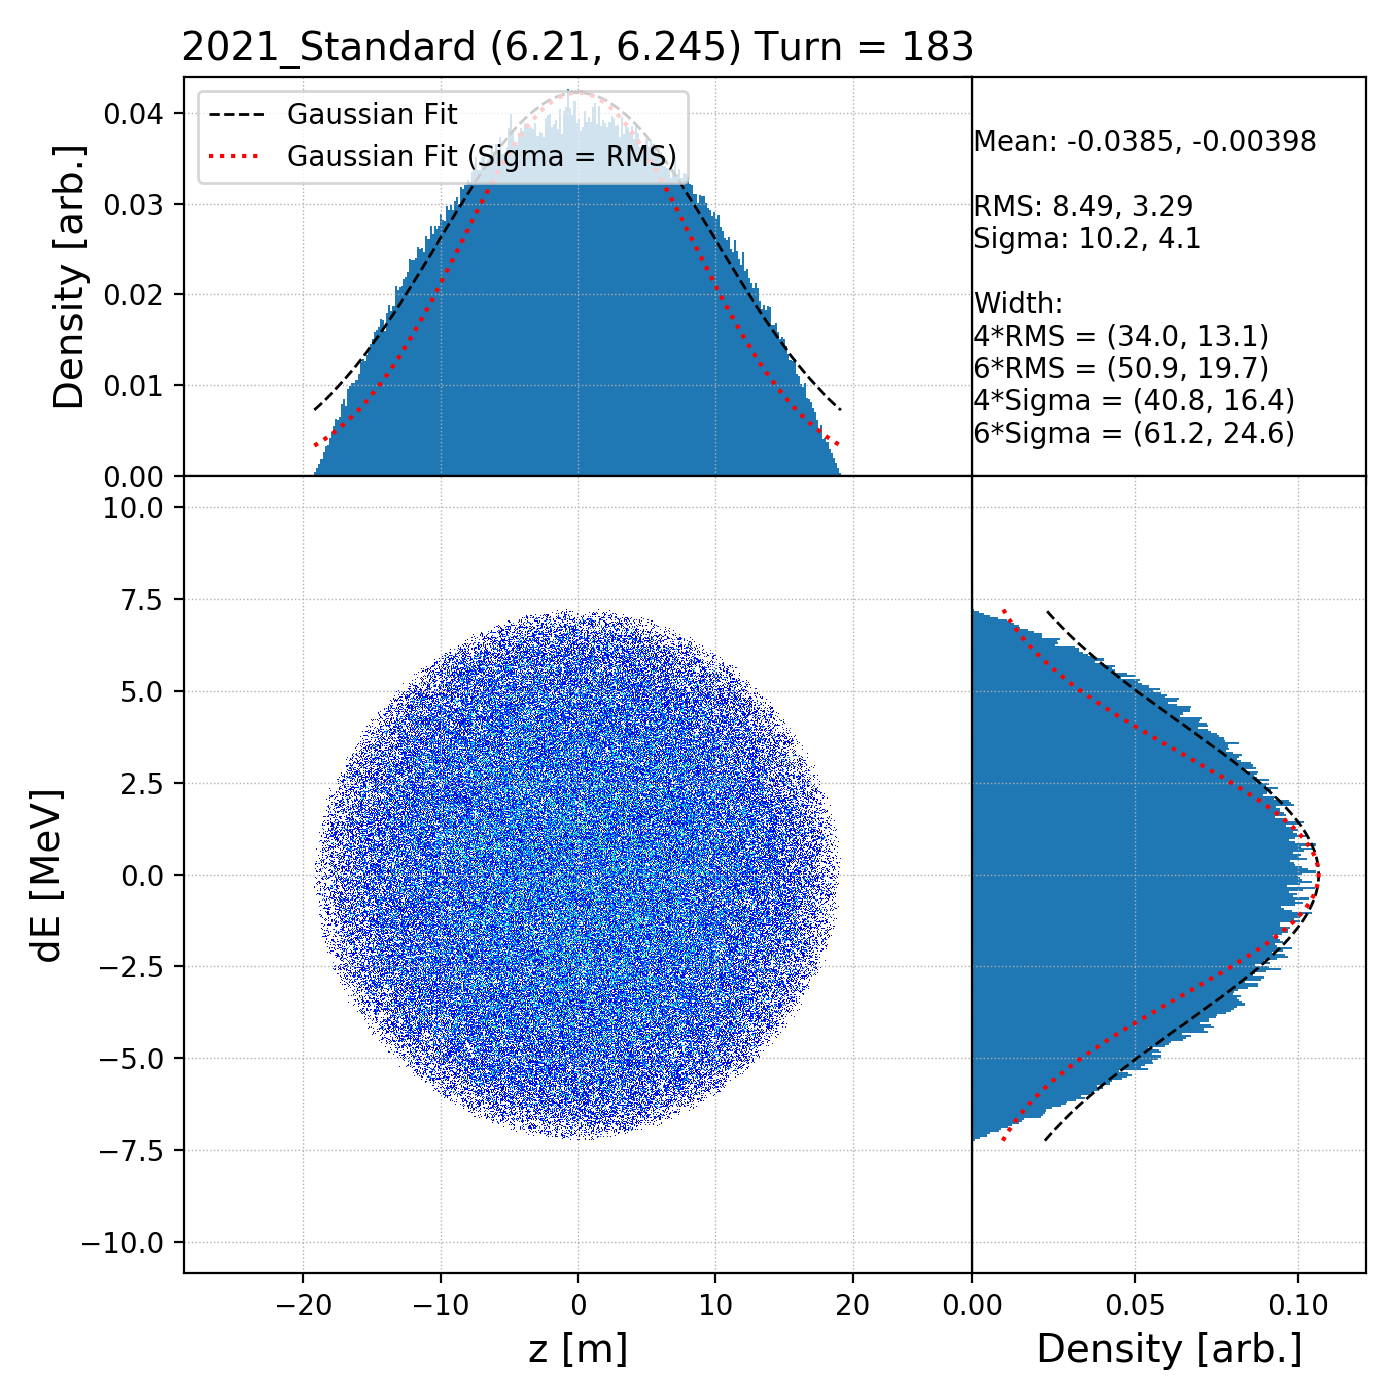 2021_Standard (6.21, 6.245) Turn = 183
Gaussian Fit
Gaussian Fit (Sigma = RMS)
Density [arb.]
0.04
0.03
0.02
0.01
0.00
Mean: -0.0385, -0.00398
RMS: 8.49, 3.29
Sigma: 10.2, 4.1
Width:
4*RMS = (34.0, 13.1)
6*RMS = (50.9, 19.7)
4*Sigma = (40.8, 16.4)
6*Sigma = (61.2, 24.6)
dE [MeV]
10.0
7.5
5.0
2.5
0.0
−2.5
−5.0
−7.5
−10.0
−20 −10 0 10 20
z [m]
0.00 0.05 0.10
Density [arb.]